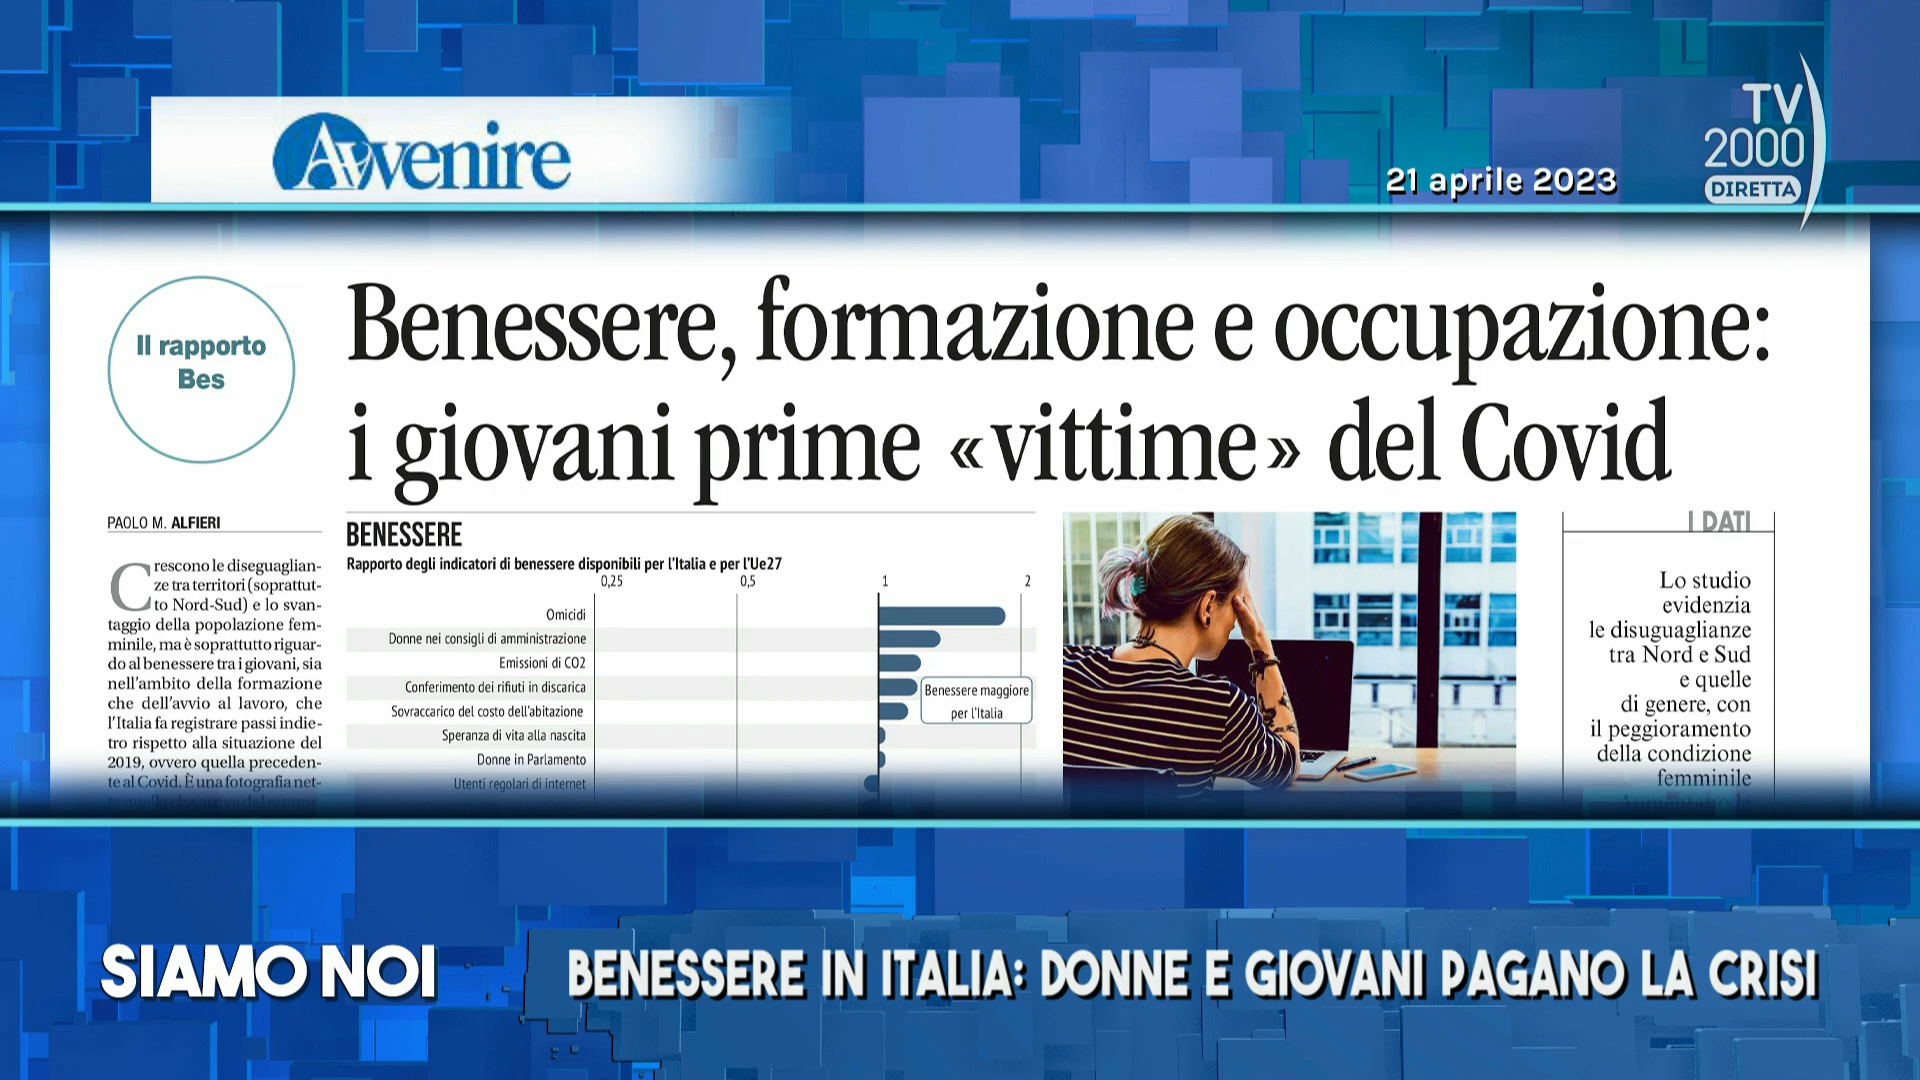 Avvenire
21 aprile 2023
TV
2000
DIRETTA
Il rapporto
Bes
Benessere, formazione e occupazione:
i giovani prime «vittime» del Covid
PAOLO M. ALFIERI
Crescono le diseguaglian-
ze tra territori (soprattut-
to Nord-Sud) e lo svan-
taggio della popolazione fem-
minile, ma è soprattutto riguar-
do al benessere tra i giovani, sia
nell'ambito della formazione
che dell'avvio al lavoro, che
l'Italia fa registrare passi indie-
tro rispetto alla situazione del
2019, ovvero quella preceden-
te al Covid. È una fotografia net-
BENESSERE
Rapporto degli indicatori di benessere disponibili per l'Italia e per l'Ue27
0,25 0,5 1 2
Omicidi
Donne nei consigli di amministrazione
Emissioni di CO2
Conferimento dei rifiuti in discarica
Sovraccarico del costo dell'abitazione
Speranza di vita alla nascita
Donne in Parlamento
Utenti regolari di internet
Benessere maggiore
per l'Italia
I DATI
Lo studio
evidenzia
le disuguaglianze
tra Nord e Sud
e quelle
di genere, con
il peggioramento
della condizione
femminile
SIAMO NOI
BENESSERE IN ITALIA: DONNE E GIOVANI PAGANO LA CRISI